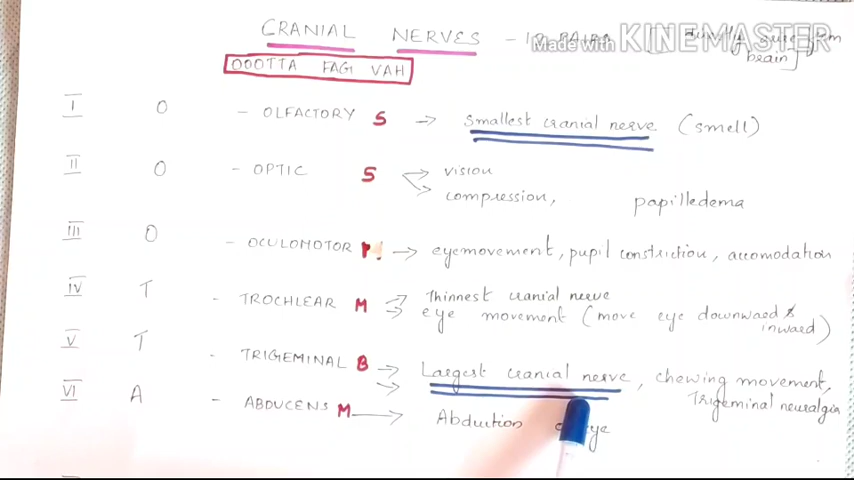 CRANIAL NERVES - 12 PAIRS
Made with KINEMASTER
brain]
OOOTTA FAGI VAH
I O - OLFACTORY S → Smallest cranial nerve (smell)
II O - OPTIC S → vision
→ compression, papilledema
III O - OCULOMOTOR M → eyemovement, pupil constriction, accomodation
IV T - TROCHLEAR M → Thinnest cranial nerve
→ eye movement (move eye downward & inward)
V T - TRIGEMINAL B → Largest cranial nerve, chewing movement,
→ Trigeminal neuralgia
VI A - ABDUCENS M → Abduction eye